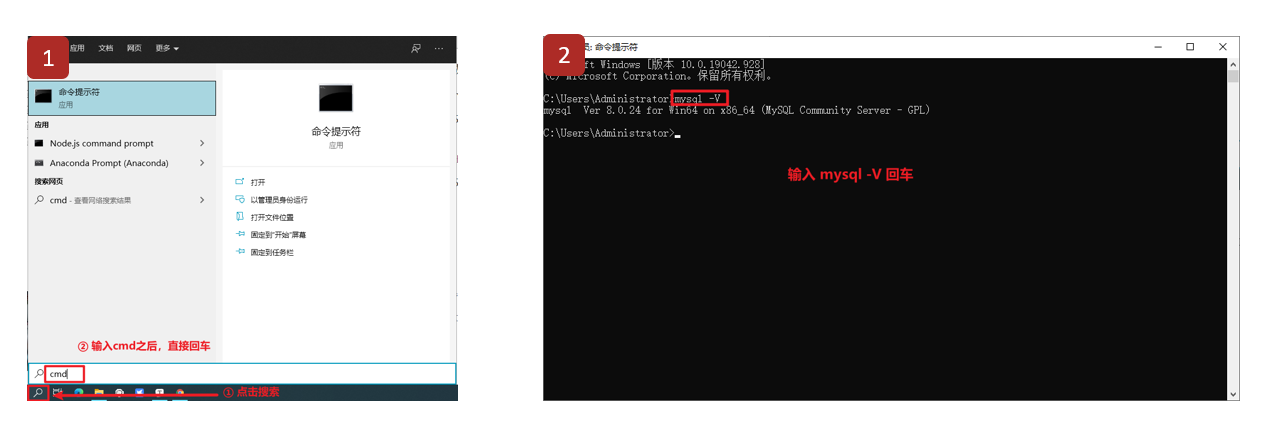 1
应用 文档 网页 更多
命令提示符
应用
应用
Node.js command prompt
Anaconda Prompt (Anaconda)
搜索网页
cmd - 查看网络搜索结果
命令提示符
应用
打开
以管理员身份运行
打开文件位置
固定到"开始"屏幕
固定到任务栏
② 输入cmd之后，直接回车
cmd
① 点击搜索
2
: 命令提示符
ft Windows [版本 10.0.19042.928]
(c) Microsoft Corporation。保留所有权利。
C:\Users\Administrator>mysql -V
mysql Ver 8.0.24 for Win64 on x86_64 (MySQL Community Server - GPL)
C:\Users\Administrator>
输入 mysql -V 回车